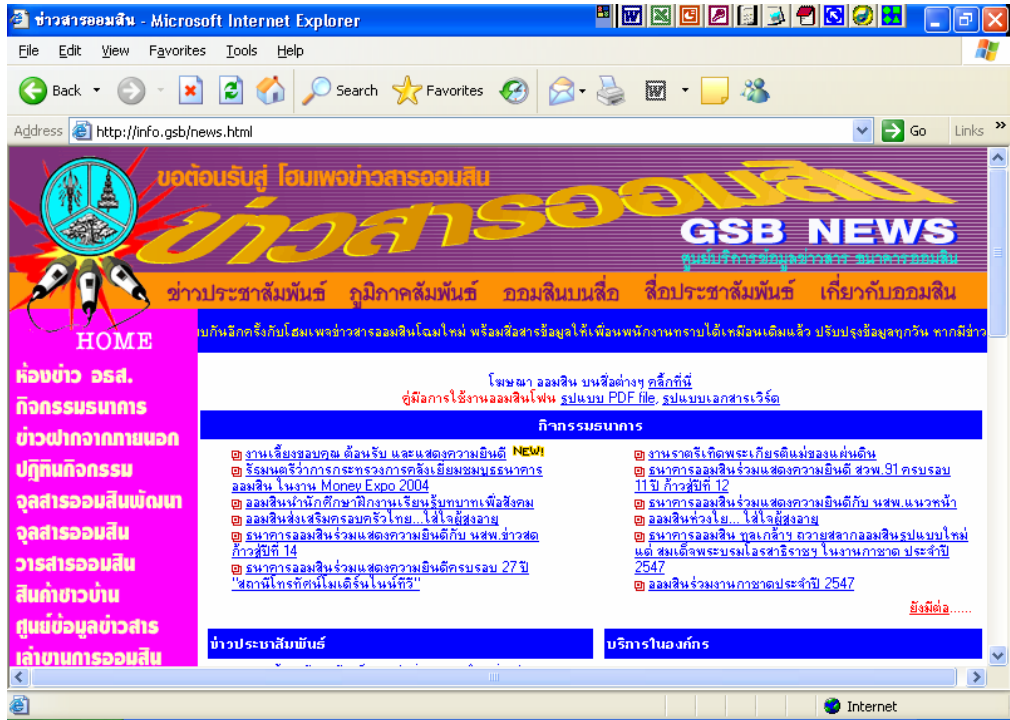 ข่าวสารออมสิน - Microsoft Internet Explorer
File Edit View Favorites Tools Help
Back Search Favorites
Address http://info.gsb/news.html Go Links
ขอต้อนรับสู่ โฮมเพจข่าวสารออมสิน
ข่าวสารออมสิน
GSB NEWS
ศูนย์บริการข้อมูลข่าวสาร ธนาคารออมสิน
ข่าวประชาสัมพันธ์ ภูมิภาคสัมพันธ์ ออมสินบนสื่อ สื่อประชาสัมพันธ์ เกี่ยวกับออมสิน
HOME
บกันอีกครั้งกับโฮมเพจข่าวสารออมสินโฉมใหม่ พร้อมสื่อสารข้อมูลให้เพื่อนพนักงานทราบได้เหมือนเดิมแล้ว ปรับปรุงข้อมูลทุกวัน หากมีข่าว
ห้องข่าว อธส.
กิจกรรมธนาคาร
ข่าวฝากจากภายนอก
ปฏิทินกิจกรรม
จุลสารออมสินพัฒนา
จุลสารออมสิน
วารสารออมสิน
สินค้าชาวบ้าน
ศูนย์ข้อมูลข่าวสาร
เล่าขานการออมสิน
โฆษณา ออมสิน บนสื่อต่างๆ คลิ๊กที่นี่
คู่มือการใช้งานออมสินโฟน รูปแบบ PDF file, รูปแบบเอกสารเวิร์ด
กิจกรรมธนาคาร
งานเลี้ยงขอบคุณ ต้อนรับ และแสดงความยินดี NEW!
รัฐมนตรีว่าการกระทรวงการคลังเยี่ยมชมบูธธนาคาร
ออมสิน ในงาน Money Expo 2004
ออมสินนำนักศึกษาฝึกงานเรียนรู้บทบาทเพื่อสังคม
ออมสินส่งเสริมครอบครัวไทย...ใส่ใจผู้สูงอายุ
ธนาคารออมสินร่วมแสดงความยินดีกับ นสพ.ข่าวสด
ก้าวสู่ปีที่ 14
ธนาคารออมสินร่วมแสดงความยินดีครบรอบ 27 ปี
"สถานีโทรทัศน์โมเดิร์นไนน์ทีวี"
งานราตรีเทิดพระเกียรติแม่ของแผ่นดิน
ธนาคารออมสินร่วมแสดงความยินดี สวพ.91 ครบรอบ
11 ปี ก้าวสู่ปีที่ 12
ธนาคารออมสินร่วมแสดงความยินดีกับ นสพ.แนวหน้า
ออมสินห่วงใย... ใส่ใจผู้สูงอายุ
ธนาคารออมสิน ทูลเกล้าฯ ถวายสลากออมสินรูปแบบใหม่
แด่ สมเด็จพระบรมโอรสาธิราชฯ ในงานกาชาด ประจำปี
2547
ออมสินร่วมงานกาชาดประจำปี 2547
ยังมีต่อ......
ข่าวประชาสัมพันธ์
บริการในองค์กร
Internet